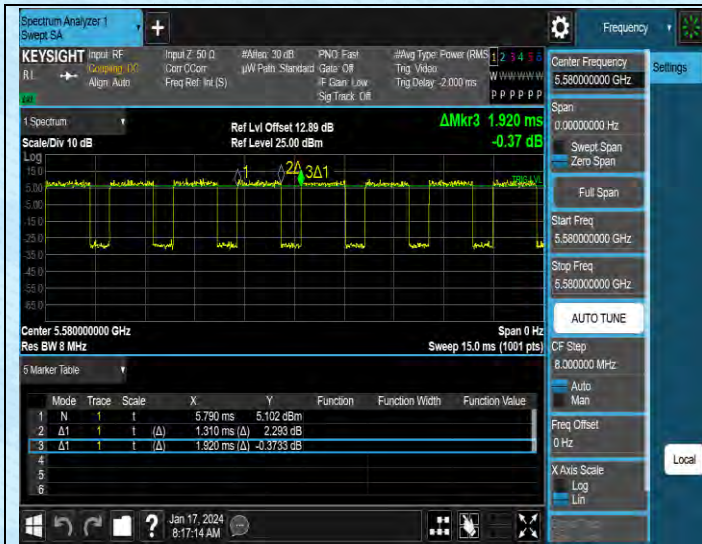 Spectrum Analyzer 1
Swept SA
+
Frequency
KEYSIGHT
RL
Input: RF
Coupling: DC
Align: Auto
Input Z: 50 Ω
Corr CCorr
Freq Ref: Int (S)
#Atten: 30 dB
µW Path: Standard
PNO: Fast
Gate: Off
IF Gain: Low
Sig Track: Off
#Avg Type: Power (RMS
Trig: Video
Trig Delay: -2.000 ms
1 2 3 4 5 6
W W W W W W
P P P P P P
Settings
Center Frequency
5.580000000 GHz
1 Spectrum
Scale/Div 10 dB
Ref Lvl Offset 12.89 dB
Ref Level 25.00 dBm
ΔMkr3 1.920 ms
-0.37 dB
Span
0.00000000 Hz
Swept Span
Zero Span
Log
15.0
5.00
-5.00
-15.0
-25.0
-35.0
-45.0
-55.0
-65.0
1
2Δ
3Δ1
TRIG LVL
Full Span
Start Freq
5.580000000 GHz
Stop Freq
5.580000000 GHz
AUTO TUNE
Center 5.580000000 GHz
Res BW 8 MHz
Span 0 Hz
Sweep 15.0 ms (1001 pts)
CF Step
8.000000 MHz
Auto
Man
5 Marker Table
Mode Trace Scale X Y Function Function Width Function Value
1 N 1 t 5.790 ms 5.102 dBm
2 Δ1 1 t (Δ) 1.310 ms (Δ) 2.293 dB
3 Δ1 1 t (Δ) 1.920 ms (Δ) -0.3733 dB
4
5
6
Freq Offset
0 Hz
X Axis Scale
Log
Lin
Local
?
Jan 17, 2024
8:17:14 AM